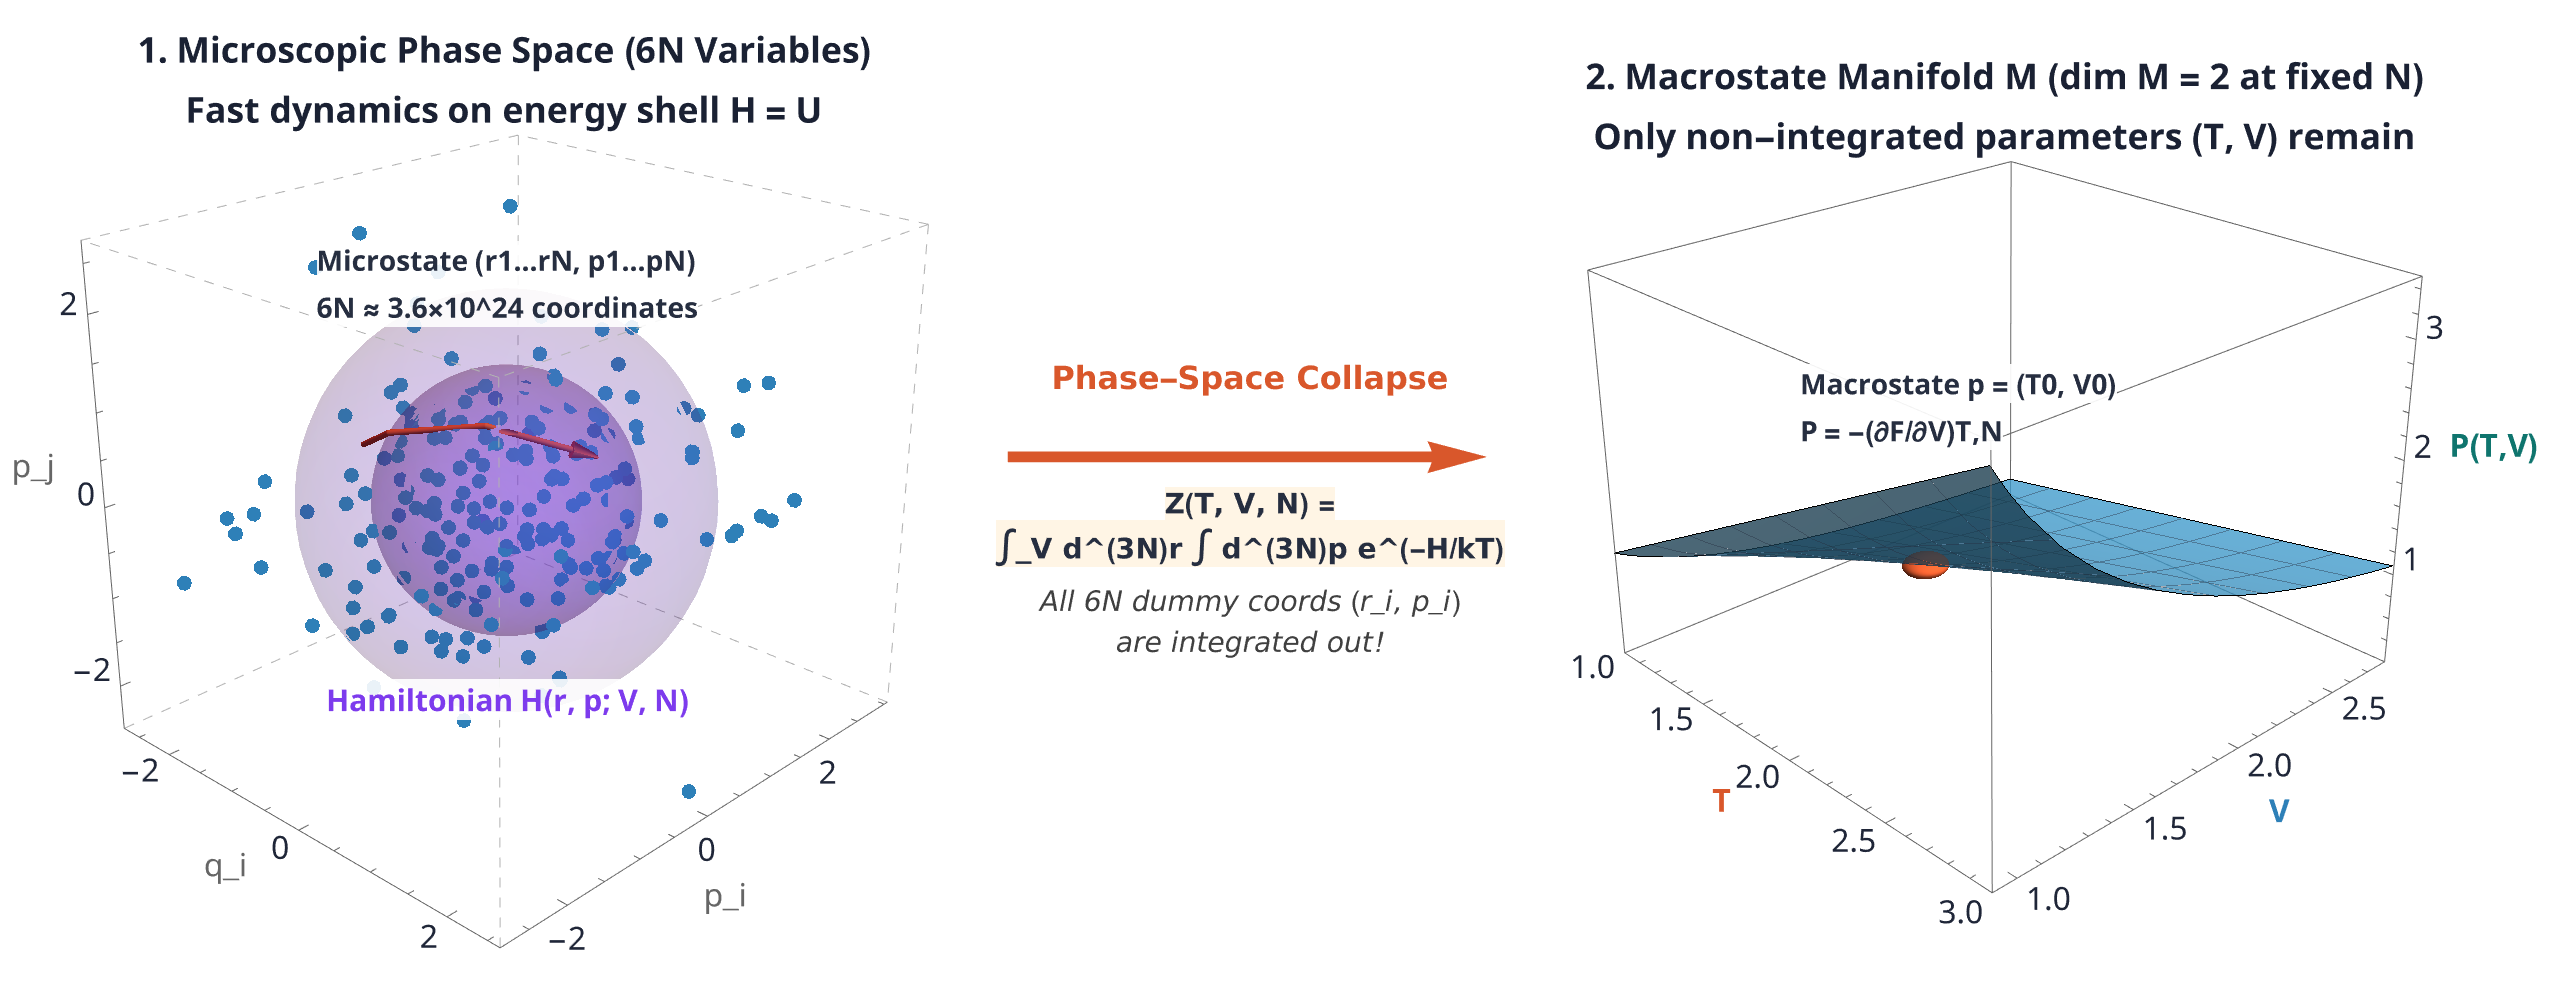 1. Microscopic Phase Space (6N Variables)
Fast dynamics on energy shell H = U
Microstate (r1...rN, p1...pN)
6N ≈ 3.6×10^24 coordinates
2
0
−2
p_j
Hamiltonian H(r, p; V, N)
−2
0
2
q_i
−2
0
2
p_i
Phase−Space Collapse
Z(T, V, N) =
∫_V d^(3N)r ∫ d^(3N)p e^(−H/kT)
All 6N dummy coords (r_i, p_i)
are integrated out!
2. Macrostate Manifold M (dim M = 2 at fixed N)
Only non−integrated parameters (T, V) remain
Macrostate p = (T0, V0)
P = −(∂F/∂V)T,N
3
2
1
P(T,V)
1.0
1.5
2.0
2.5
3.0
T
1.0
1.5
2.0
2.5
V